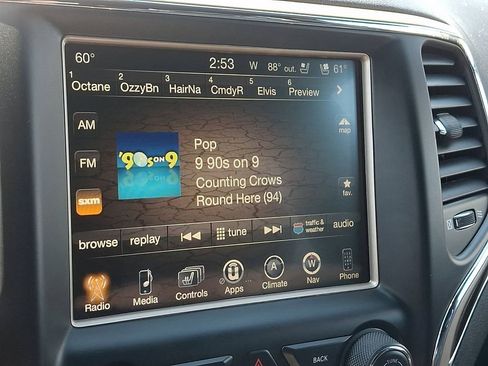 60° 2:53 W 88° out. 61°
1 Octane 2 OzzyBn 3 HairNa 4 CmdyR 5 Elvis 6 Preview
AM
FM
sxm
'90s ON 9
Pop
9 90s on 9
Counting Crows
Round Here (94)
map
fav.
browse replay tune traffic & weather audio
Radio Media Controls Apps Climate Nav Phone
A
W
BACK